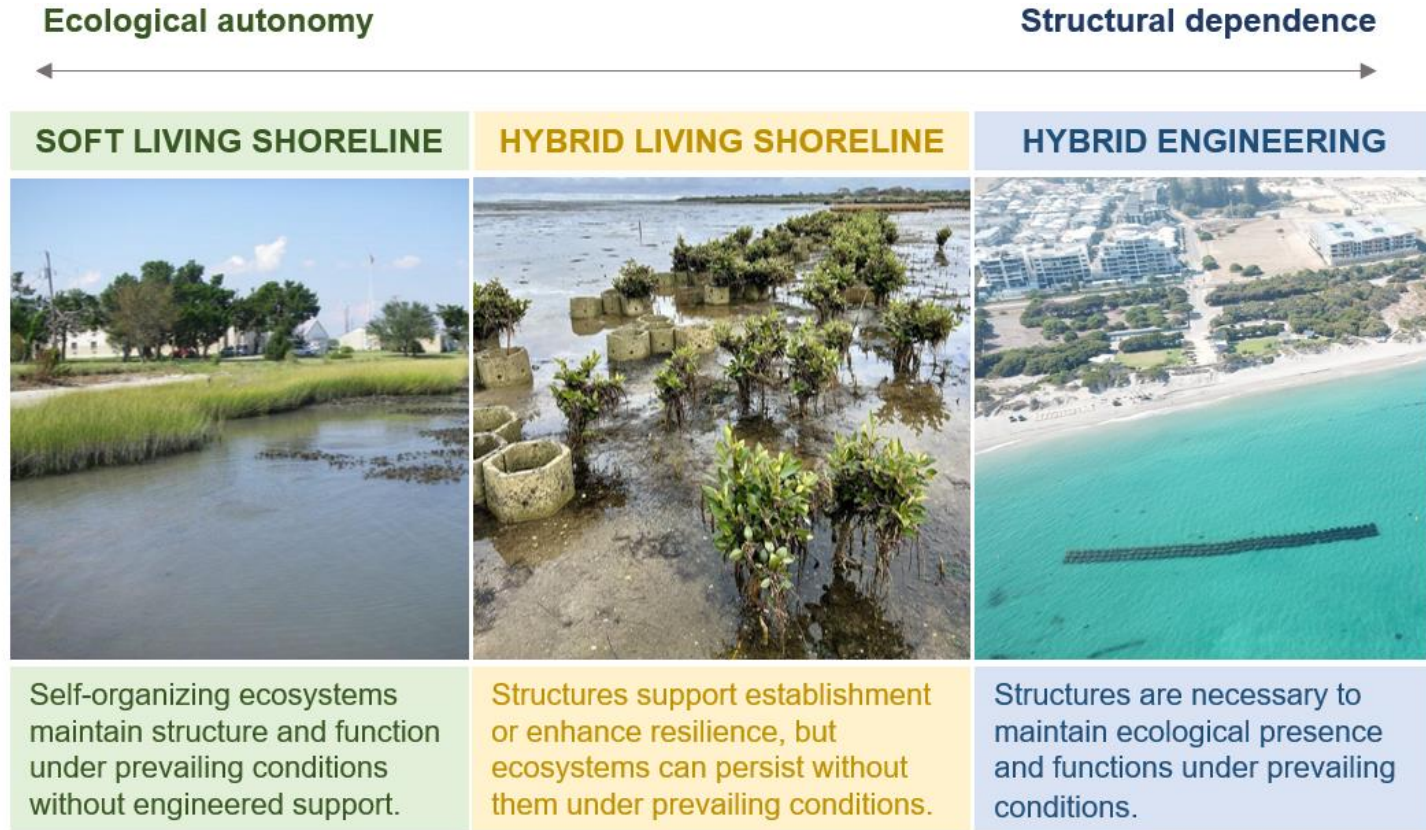 Ecological autonomy
Structural dependence
SOFT LIVING SHORELINE
HYBRID LIVING SHORELINE
HYBRID ENGINEERING
Self-organizing ecosystems
maintain structure and function
under prevailing conditions
without engineered support.
Structures support establishment
or enhance resilience, but
ecosystems can persist without
them under prevailing conditions.
Structures are necessary to
maintain ecological presence
and functions under prevailing
conditions.